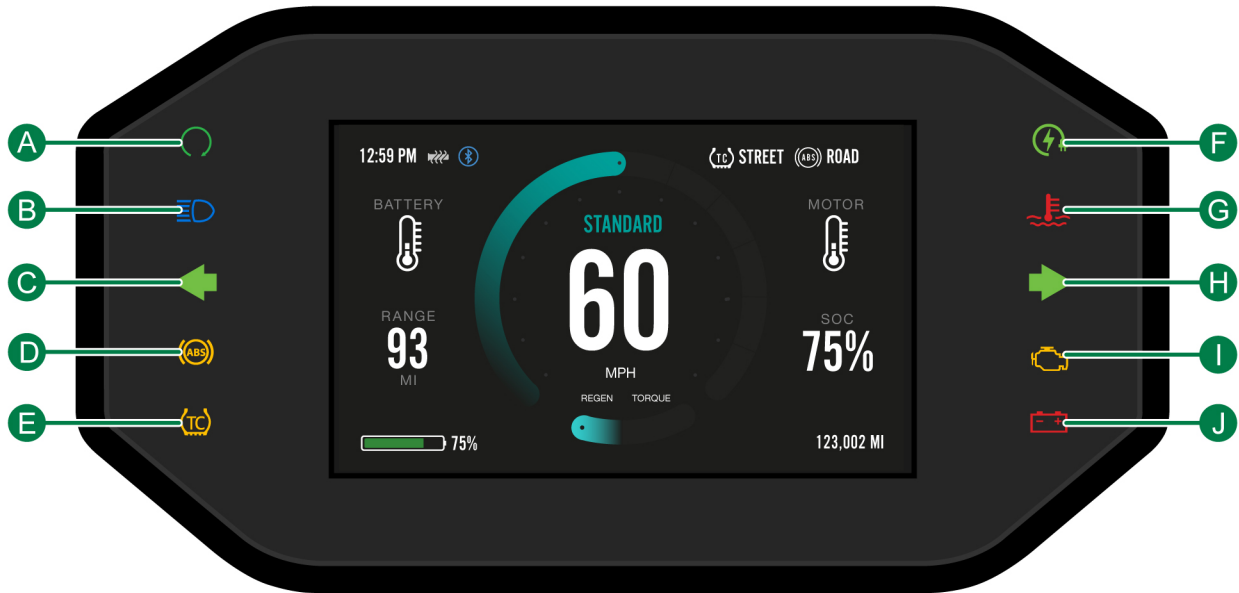 A
F
12:59 PM
TC STREET ABS ROAD
BATTERY
MOTOR
B
G
STANDARD
60
C
H
RANGE
SOC
93
75%
D
ABS
I
MI
MPH
REGEN TORQUE
E
TC
- +
J
75%
123,002 MI